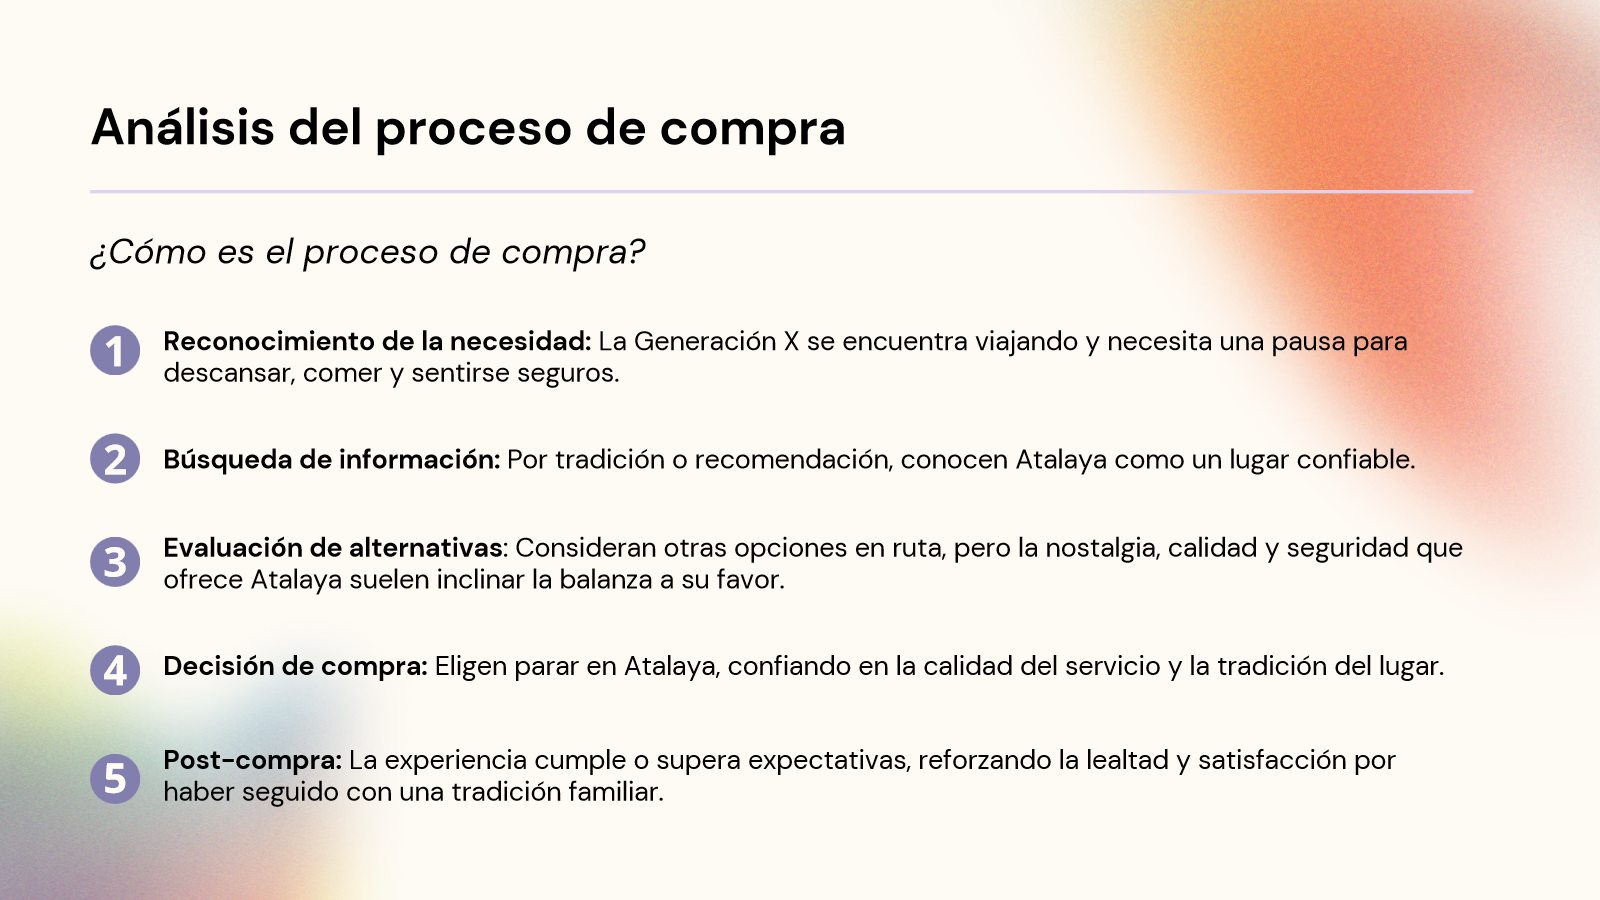 Análisis del proceso de compra
¿Cómo es el proceso de compra?
1
Reconocimiento de la necesidad: La Generación X se encuentra viajando y necesita una pausa para
descansar, comer y sentirse seguros.
2
Búsqueda de información: Por tradición o recomendación, conocen Atalaya como un lugar confiable.
3
Evaluación de alternativas: Consideran otras opciones en ruta, pero la nostalgia, calidad y seguridad que
ofrece Atalaya suelen inclinar la balanza a su favor.
4
Decisión de compra: Eligen parar en Atalaya, confiando en la calidad del servicio y la tradición del lugar.
5
Post-compra: La experiencia cumple o supera expectativas, reforzando la lealtad y satisfacción por
haber seguido con una tradición familiar.